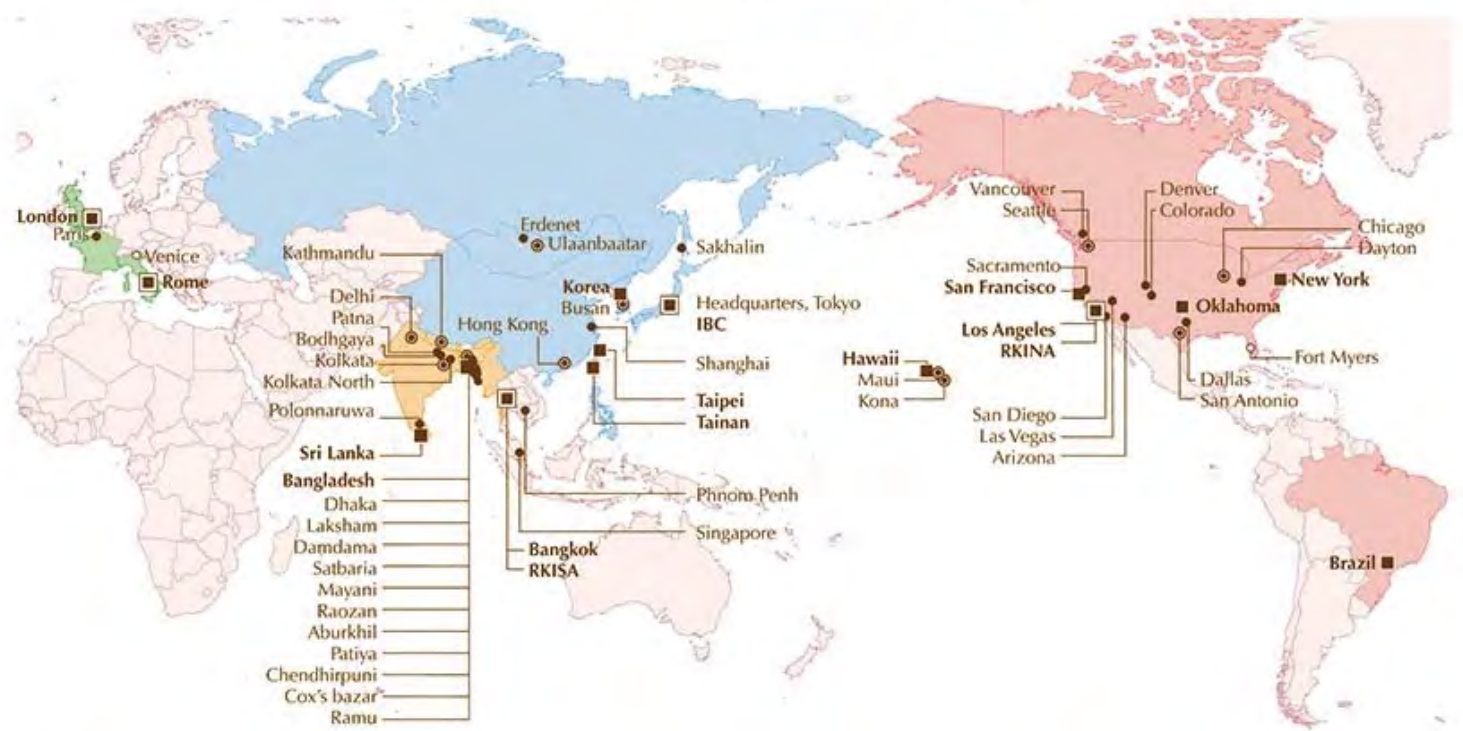 London
Paris
Venice
Rome
Kathmandu
Delhi
Patna
Bodhgaya
Kolkata
Kolkata North
Polonnaruwa
Sri Lanka
Bangladesh
Dhaka
Laksham
Damdama
Satbaria
Mayani
Raozan
Aburkhil
Patiya
Chendhirpuni
Cox's bazar
Ramu
Erdenet
Ulaanbaatar
Sakhalin
Korea
Busan
Headquarters, Tokyo
IBC
Hong Kong
Shanghai
Taipei
Tainan
Phnom Penh
Singapore
Bangkok
RKISA
Vancouver
Seattle
Denver
Colorado
Chicago
Dayton
Sacramento
San Francisco
New York
Oklahoma
Los Angeles
RKINA
Hawaii
Maui
Kona
Fort Myers
Dallas
San Antonio
San Diego
Las Vegas
Arizona
Brazil